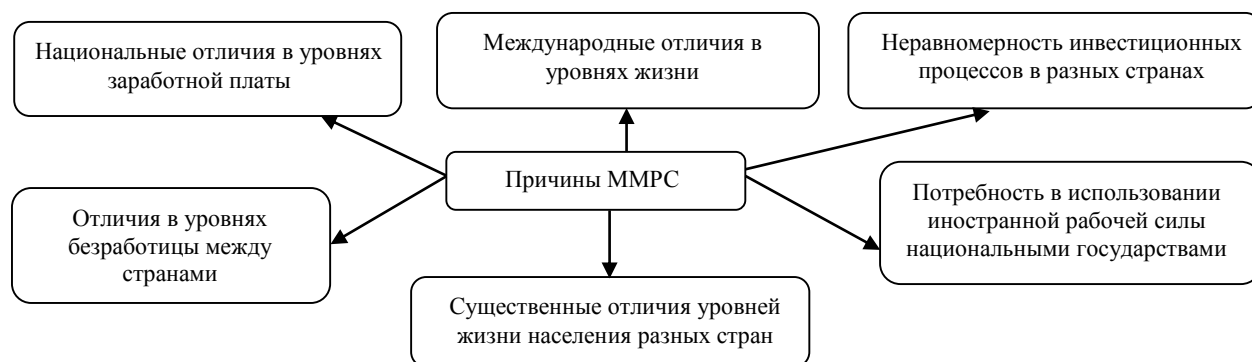 Национальные отличия в уровнях
заработной платы
Международные отличия в
уровнях жизни
Неравномерность инвестиционных
процессов в разных странах
Причины ММРС
Отличия в уровнях
безработицы между
странами
Потребность в использовании
иностранной рабочей силы
национальными государствами
Существенные отличия уровней
жизни населения разных стран